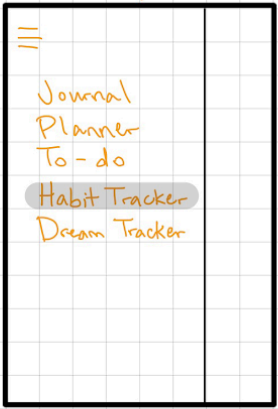 Journal
Planner
To-do
Habit Tracker
Dream Tracker